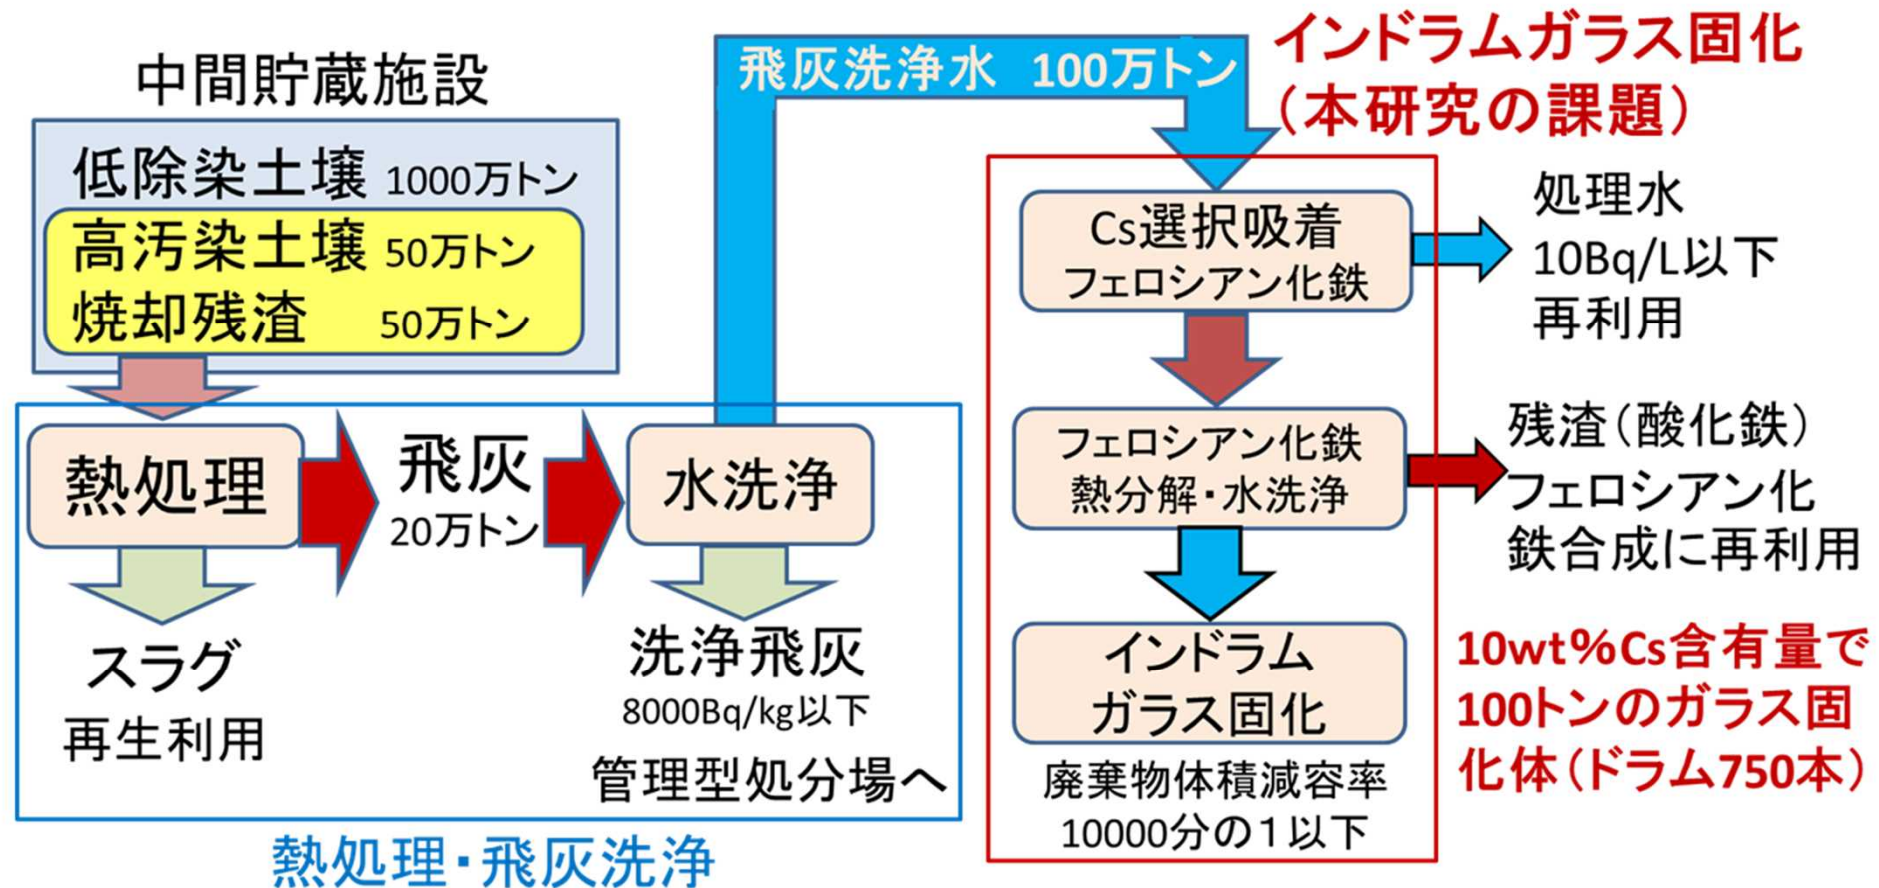 中間貯蔵施設
低除染土壌 1000万トン
高汚染土壌 50万トン
焼却残渣 50万トン
熱処理
飛灰
20万トン
水洗浄
スラグ
再生利用
洗浄飛灰
8000Bq/kg以下
管理型処分場へ
熱処理・飛灰洗浄
飛灰洗浄水 100万トン
インドラムガラス固化
（本研究の課題）
Cs選択吸着
フェロシアン化鉄
処理水
10Bq/L以下
再利用
フェロシアン化鉄
熱分解・水洗浄
残渣（酸化鉄）
フェロシアン化
鉄合成に再利用
インドラム
ガラス固化
廃棄物体積減容率
10000分の１以下
10wt%Cs含有量で
100トンのガラス固
化体（ドラム750本）